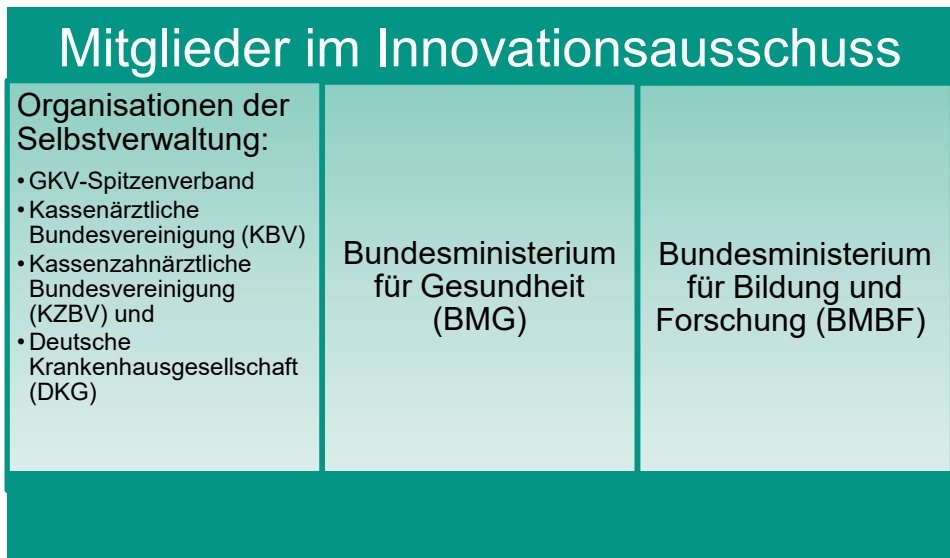 Mitglieder im Innovationsausschuss
Organisationen der
Selbstverwaltung:
• GKV-Spitzenverband
• Kassenärztliche
Bundesvereinigung (KBV)
• Kassenzahnärztliche
Bundesvereinigung
(KZBV) und
• Deutsche
Krankenhausgesellschaft
(DKG)
Bundesministerium
für Gesundheit
(BMG)
Bundesministerium
für Bildung und
Forschung (BMBF)